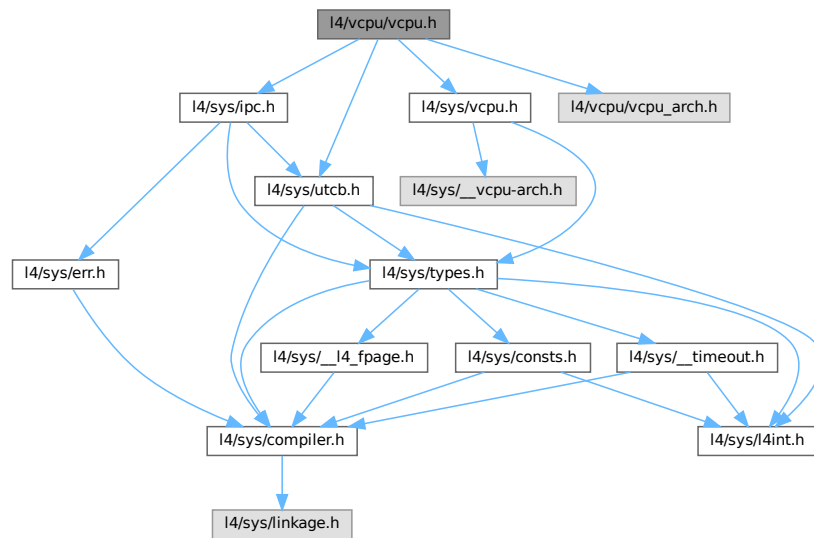 l4/vcpu/vcpu.h
l4/sys/ipc.h
l4/sys/vcpu.h
l4/vcpu/vcpu_arch.h
l4/sys/utcb.h
l4/sys/__vcpu-arch.h
l4/sys/err.h
l4/sys/types.h
l4/sys/__l4_fpage.h
l4/sys/consts.h
l4/sys/__timeout.h
l4/sys/compiler.h
l4/sys/l4int.h
l4/sys/linkage.h